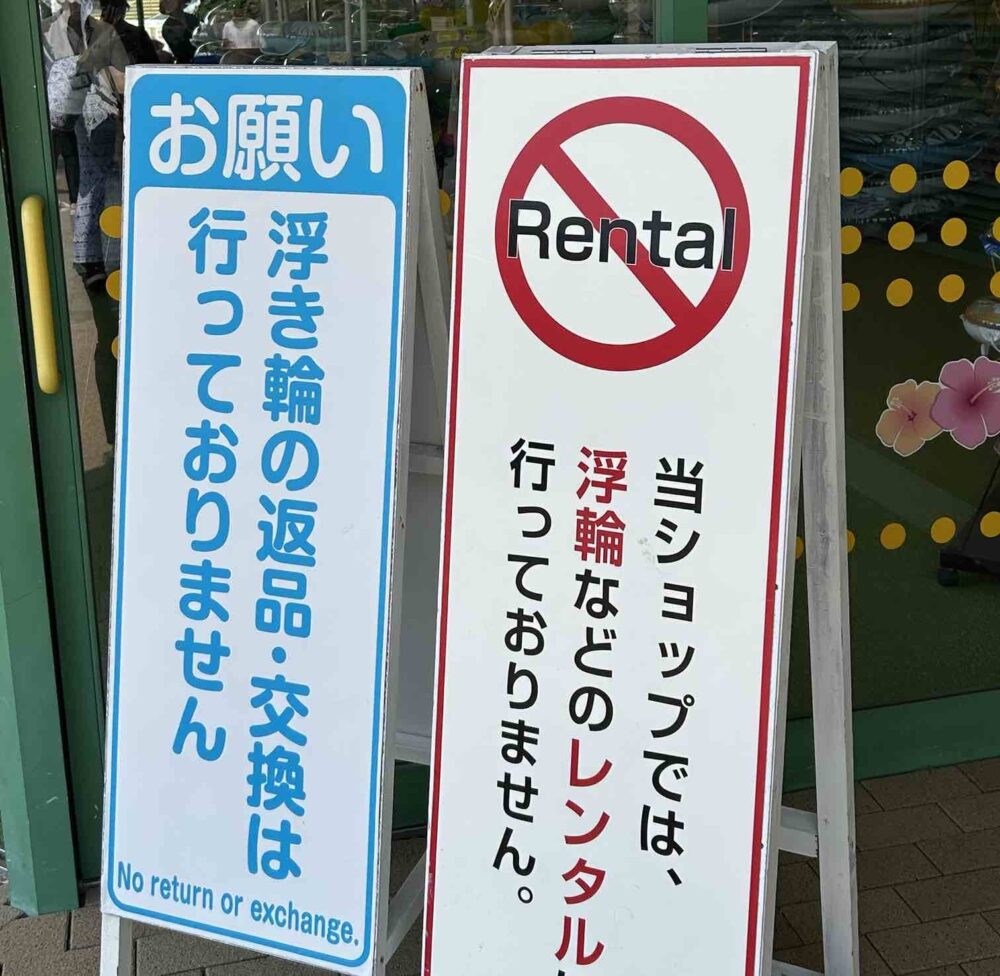 お願い
浮き輪の返品・交換は
行っておりません
No return or exchange.
Rental
当ショップでは、
浮輪などのレンタル
行っておりません。